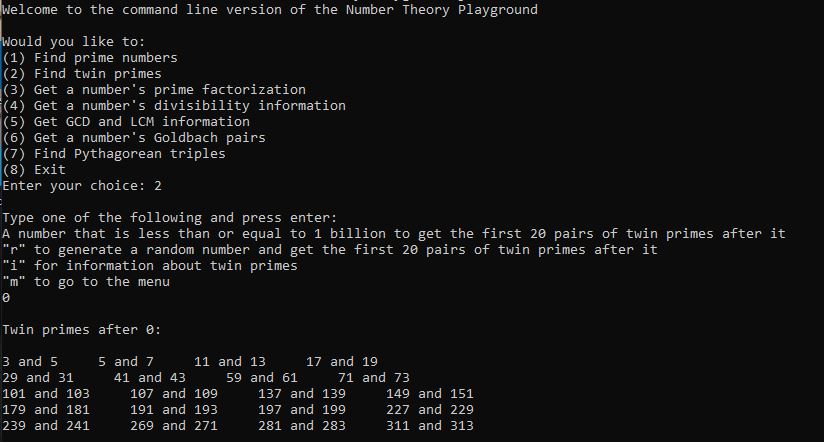 Welcome to the command line version of the Number Theory Playground
Would you like to:
(1) Find prime numbers
(2) Find twin primes
(3) Get a number's prime factorization
(4) Get a number's divisibility information
(5) Get GCD and LCM information
(6) Get a number's Goldbach pairs
(7) Find Pythagorean triples
(8) Exit
Enter your choice: 2
Type one of the following and press enter:
A number that is less than or equal to 1 billion to get the first 20 pairs of twin primes after it
"r" to generate a random number and get the first 20 pairs of twin primes after it
"i" for information about twin primes
"m" to go to the menu
0
Twin primes after 0:
3 and 5     5 and 7     11 and 13     17 and 19
29 and 31     41 and 43     59 and 61     71 and 73
101 and 103     107 and 109     137 and 139     149 and 151
179 and 181     191 and 193     197 and 199     227 and 229
239 and 241     269 and 271     281 and 283     311 and 313